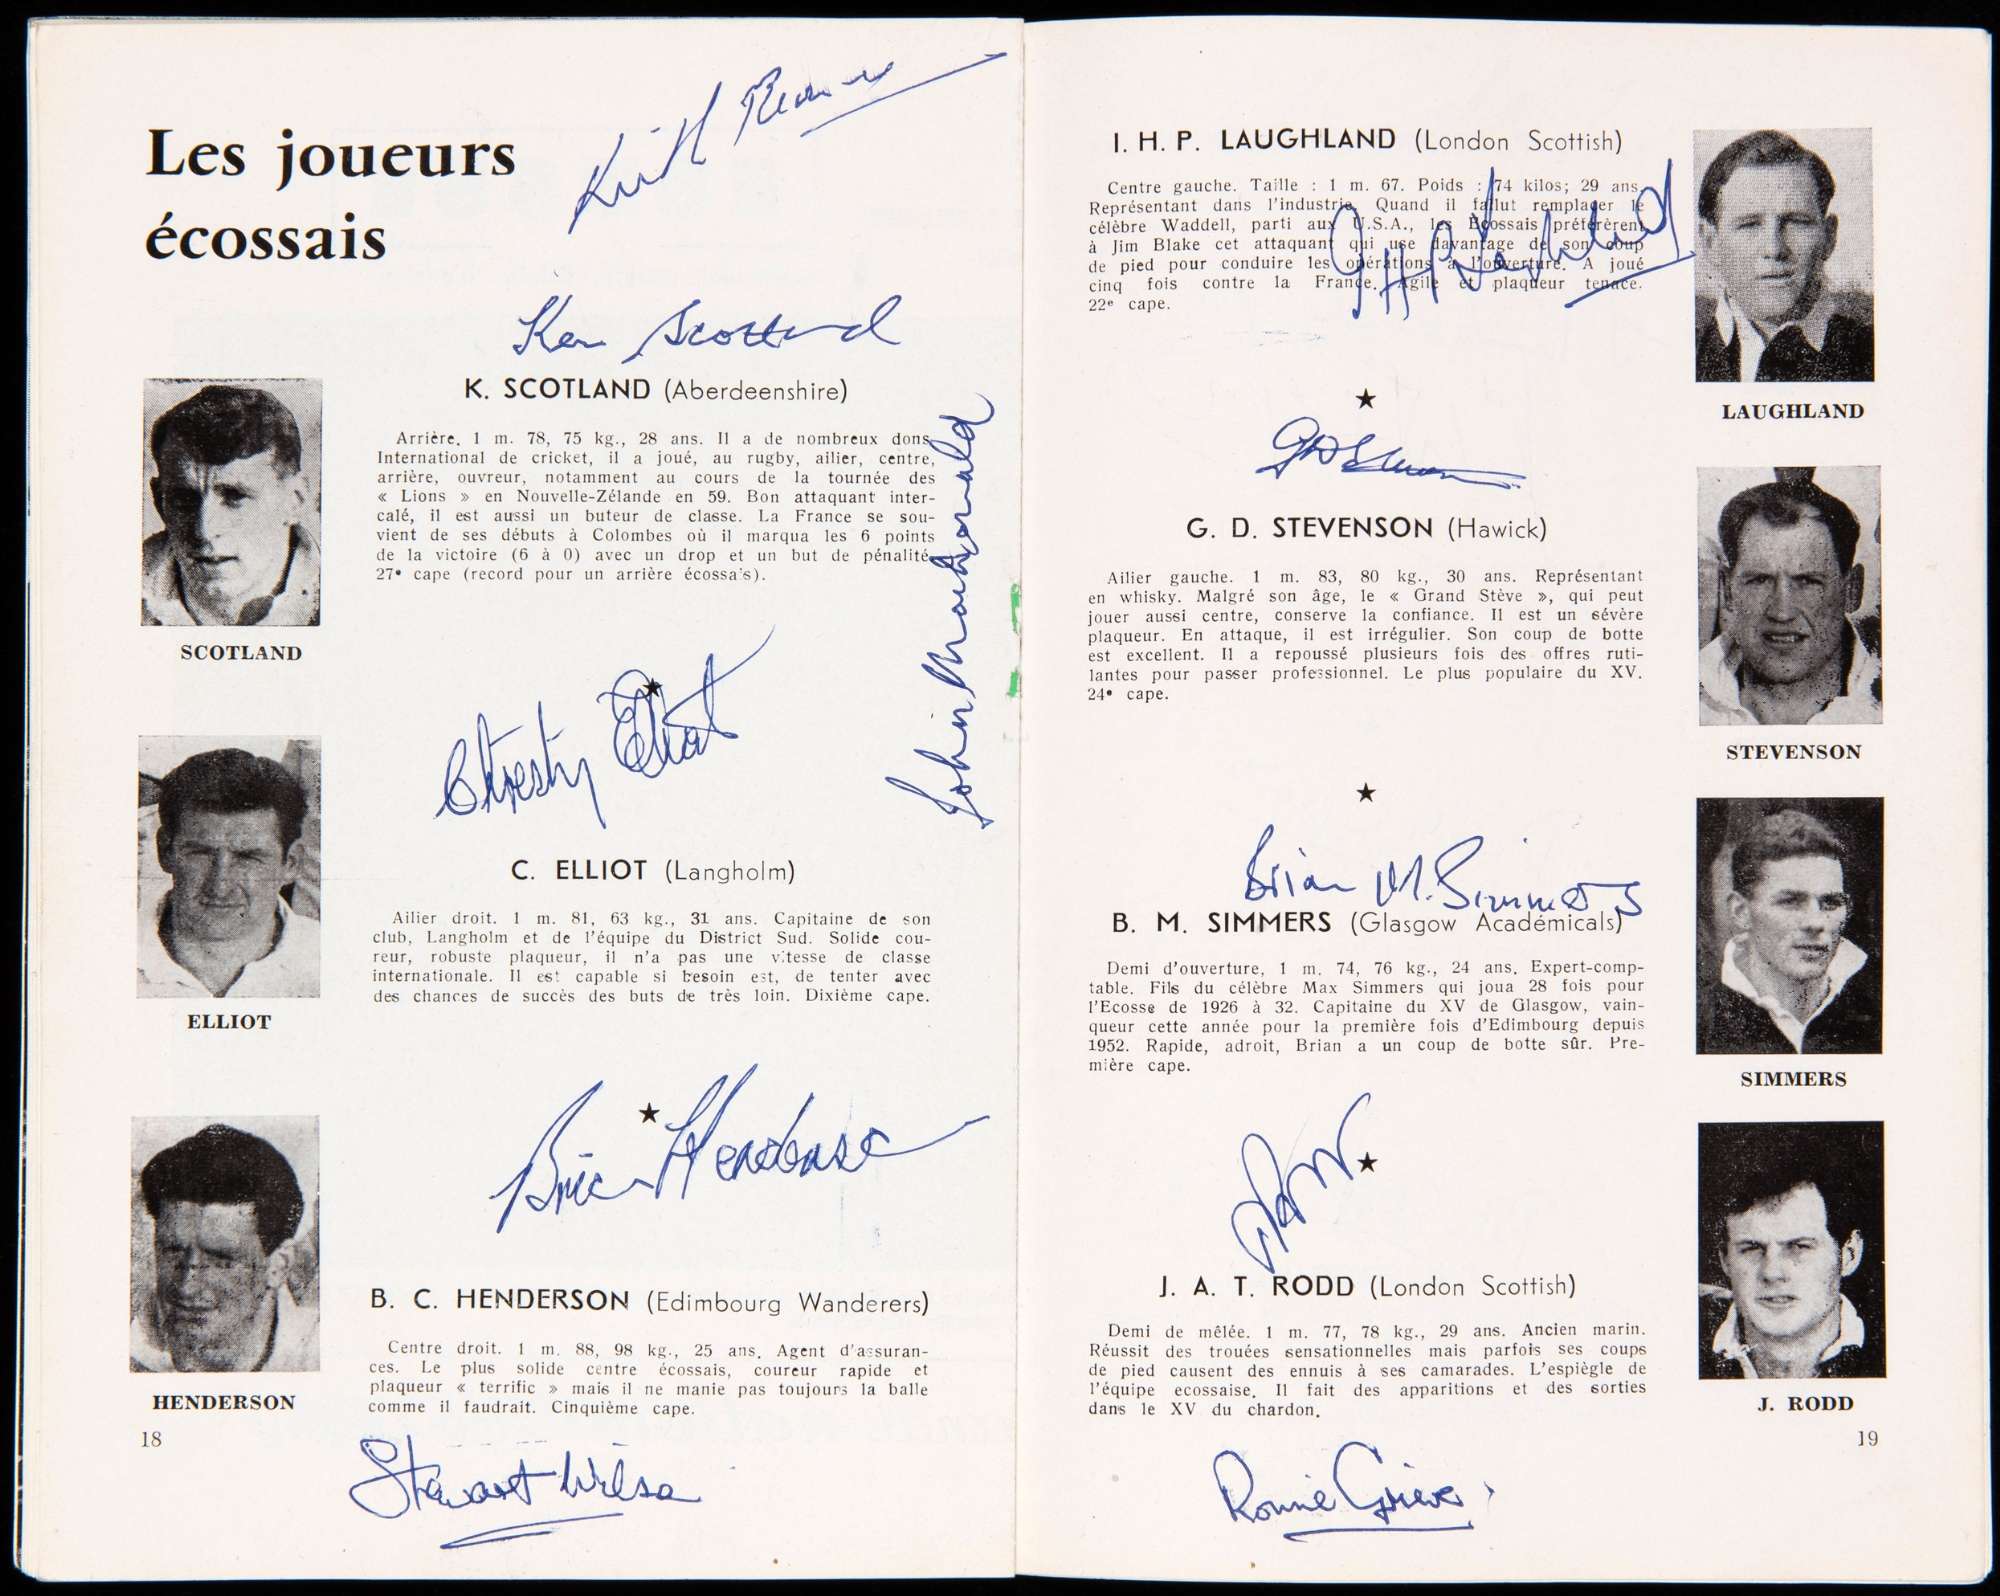 Les joueurs
écossais
Ken Scotland
K. SCOTLAND (Aberdeenshire)
Arrière. 1 m. 78, 75 kg., 28 ans. Il a de nombreux dons.
International de cricket, il a joué, au rugby, ailier, centre,
arrière, ouvreur, notamment au cours de la tournée des
« Lions » en Nouvelle-Zélande en 59. Bon attaquant inter-
calé, il est aussi un buteur de classe. La France se sou-
vient de ses débuts à Colombes où il marqua les 6 points
de la victoire (6 à 0) avec un drop et un but de pénalité.
27e cape (record pour un arrière écossais).
SCOTLAND
Christy Elliot
C. ELLIOT (Langholm)
Ailier droit. 1 m. 81, 63 kg., 31 ans. Capitaine de son
club, Langholm et de l'équipe du District Sud. Solide cou-
reur, robuste plaqueur, il n'a pas une vitesse de classe
internationale. Il est capable si besoin est, de tenter avec
des chances de succès des buts de très loin. Dixième cape.
ELLIOT
Henderson
B. C. HENDERSON (Edimbourg Wanderers)
Centre droit. 1 m. 88, 98 kg., 25 ans. Agent d'assuran-
ces. Le plus solide centre écossais, coureur rapide et
plaqueur « terrific » mais il ne manie pas toujours la balle
comme il faudrait. Cinquième cape.
HENDERSON
18
Stewart Wilson
I. H. P. LAUGHLAND (London Scottish)
Centre gauche. Taille : 1 m. 67. Poids : 74 kilos; 29 ans.
Représentant dans l'industrie. Quand il fallut remplacer le
célèbre Waddell, parti aux U.S.A., les Ecossais préférèrent
à Jim Blake cet attaquant qui use davantage de son coup
de pied pour conduire les opérations à l'ouverture. A joué
cinq fois contre la France. Agile et plaqueur tenace.
22e cape.
IHP Laughland
LAUGHLAND
G. D. STEVENSON (Hawick)
Ailier gauche. 1 m. 83, 80 kg., 30 ans. Représentant
en whisky. Malgré son âge, le « Grand Stève », qui peut
jouer aussi centre, conserve la confiance. Il est un sévère
plaqueur. En attaque, il est irrégulier. Son coup de botte
est excellent. Il a repoussé plusieurs fois des offres ruti-
lantes pour passer professionnel. Le plus populaire du XV.
24e cape.
STEVENSON
Brian M. Simmers
B. M. SIMMERS (Glasgow Académicals)
Demi d'ouverture, 1 m. 74, 76 kg., 24 ans. Expert-comp-
table. Fils du célèbre Max Simmers qui joua 28 fois pour
l'Ecosse de 1926 à 32. Capitaine du XV de Glasgow, vain-
queur cette année pour la première fois d'Edimbourg depuis
1952. Rapide, adroit, Brian a un coup de botte sûr. Pre-
mière cape.
SIMMERS
J. A. T. RODD (London Scottish)
Demi de mêlée. 1 m. 77, 78 kg., 29 ans. Ancien marin.
Réussit des trouées sensationnelles mais parfois ses coups
de pied causent des ennuis à ses camarades. L'espiègle de
l'équipe ecossaise. Il fait des apparitions et des sorties
dans le XV du chardon.
J. RODD
19
Ronnie Grieve